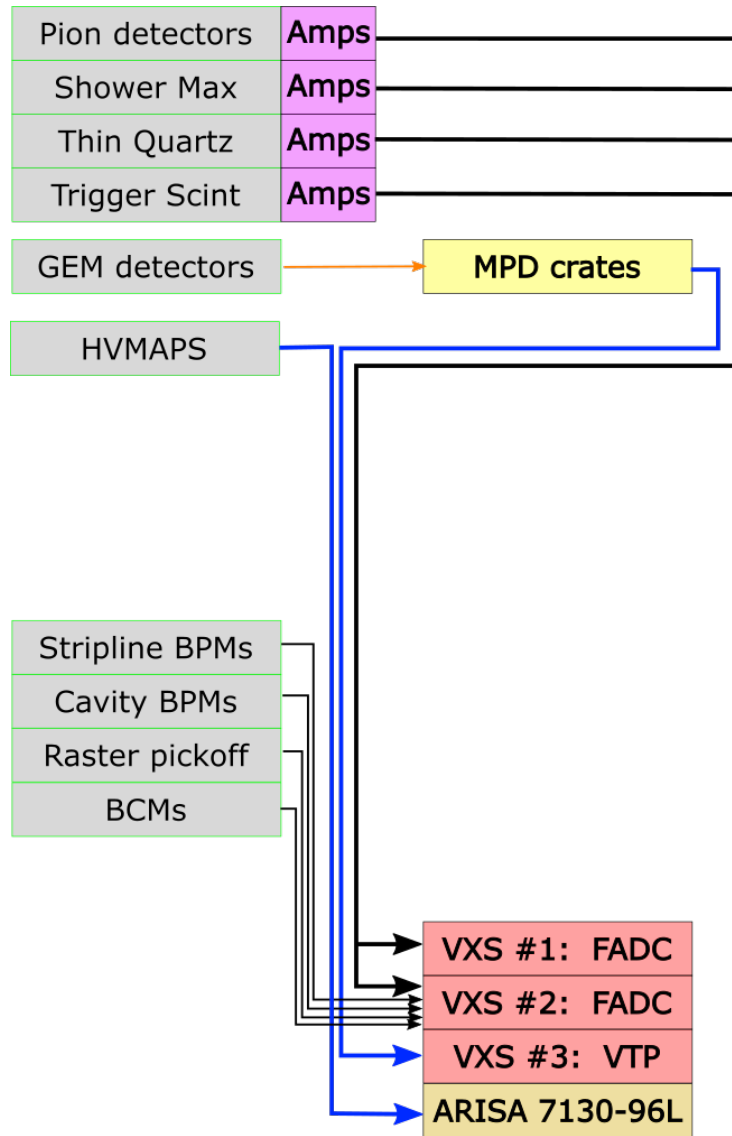 Pion detectors Amps
Shower Max Amps
Thin Quartz Amps
Trigger Scint Amps
GEM detectors MPD crates
HVMAPS
Stripline BPMs
Cavity BPMs
Raster pickoff
BCMs
VXS #1: FADC
VXS #2: FADC
VXS #3: VTP
ARISA 7130-96L